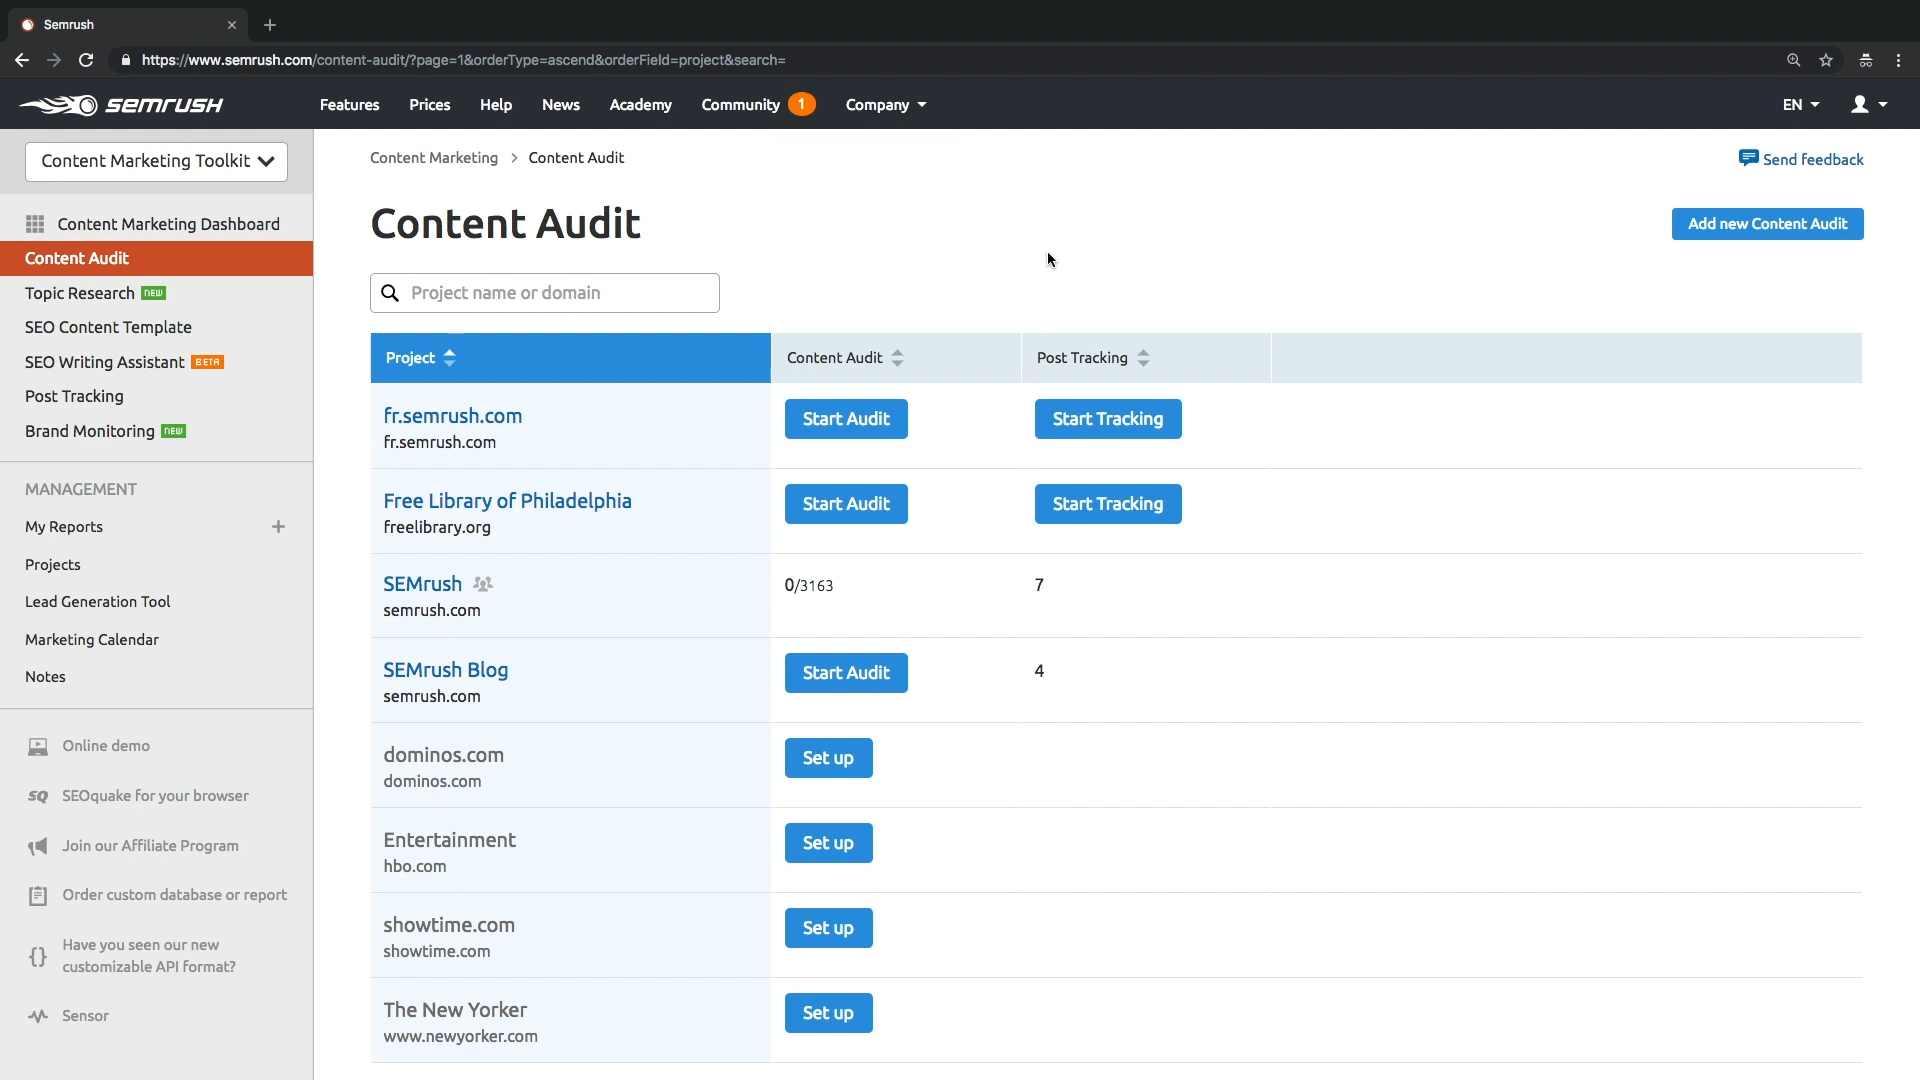 Semrush
https://www.semrush.com/content-audit/?page=1&orderType=ascend&orderField=project&search=
semrush
Features Prices Help News Academy Community 1 Company
EN
Content Marketing Toolkit
Content Marketing Dashboard
Content Audit
Topic Research new
SEO Content Template
SEO Writing Assistant BETA
Post Tracking
Brand Monitoring new
MANAGEMENT
My Reports +
Projects
Lead Generation Tool
Marketing Calendar
Notes
Online demo
SQ SEOquake for your browser
Join our Affiliate Program
Order custom database or report
{} Have you seen our new
customizable API format?
Sensor
Content Marketing > Content Audit
Send feedback
Content Audit
Add new Content Audit
Project name or domain
Project Content Audit Post Tracking
fr.semrush.com Start Audit Start Tracking
fr.semrush.com
Free Library of Philadelphia Start Audit Start Tracking
freelibrary.org
SEMrush 0/3163 7
semrush.com
SEMrush Blog Start Audit 4
semrush.com
dominos.com Set up
dominos.com
Entertainment Set up
hbo.com
showtime.com Set up
showtime.com
The New Yorker Set up
www.newyorker.com